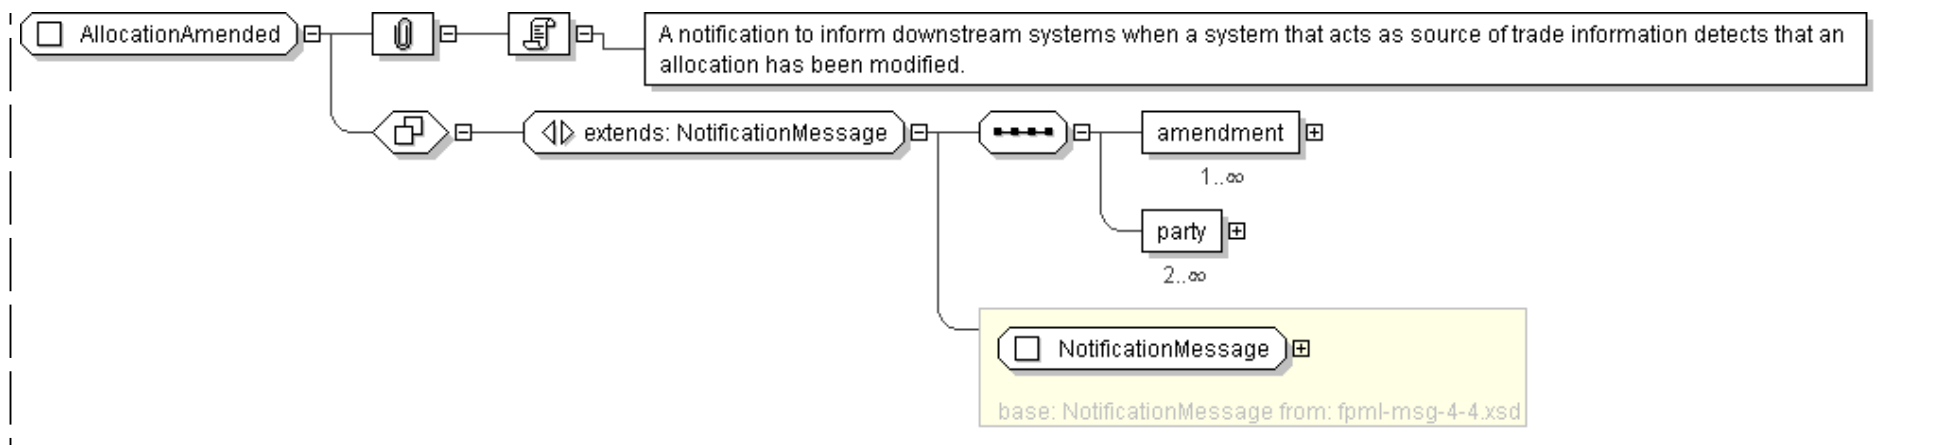 AllocationAmended
A notification to inform downstream systems when a system that acts as source of trade information detects that an
allocation has been modified.
extends: NotificationMessage
amendment
1..∞
party
2..∞
NotificationMessage
base: NotificationMessage from: fpml-msg-4-4.xsd